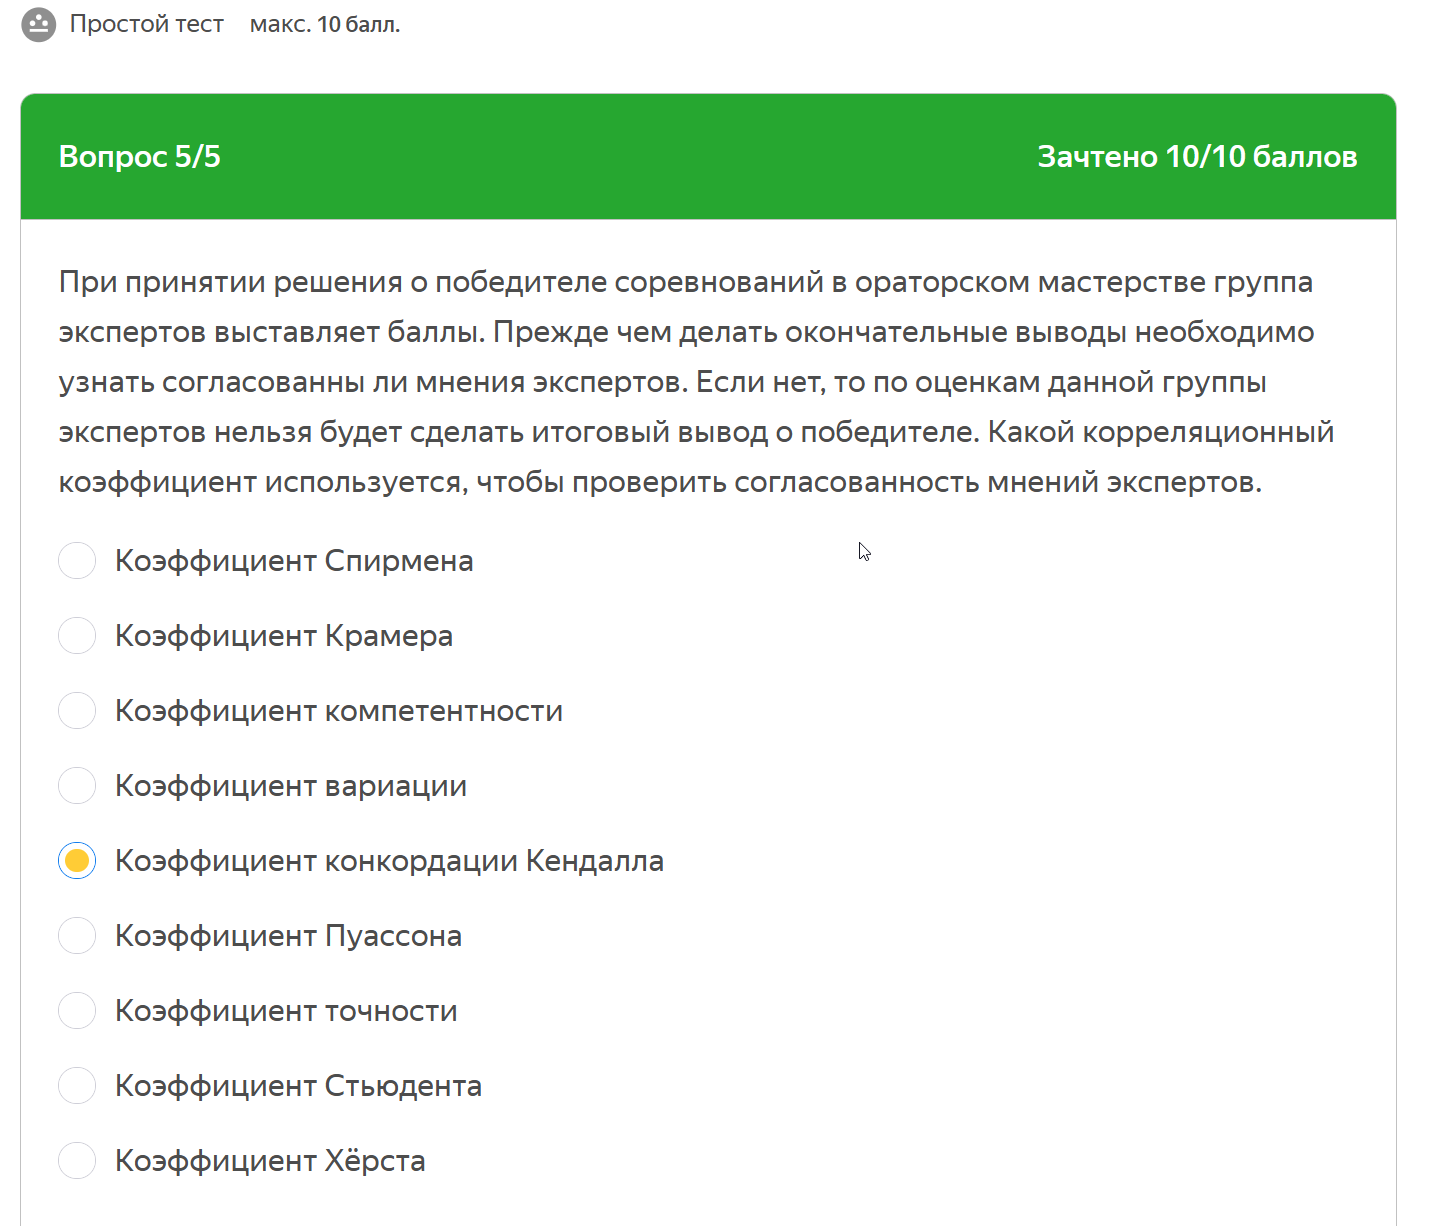 Простой тест макс. 10 балл.
Вопрос 5/5 Зачтено 10/10 баллов
При принятии решения о победителе соревнований в ораторском мастерстве группа
экспертов выставляет баллы. Прежде чем делать окончательные выводы необходимо
узнать согласованны ли мнения экспертов. Если нет, то по оценкам данной группы
экспертов нельзя будет сделать итоговый вывод о победителе. Какой корреляционный
коэффициент используется, чтобы проверить согласованность мнений экспертов.
Коэффициент Спирмена
Коэффициент Крамера
Коэффициент компетентности
Коэффициент вариации
Коэффициент конкордации Кендалла
Коэффициент Пуассона
Коэффициент точности
Коэффициент Стьюдента
Коэффициент Хёрста